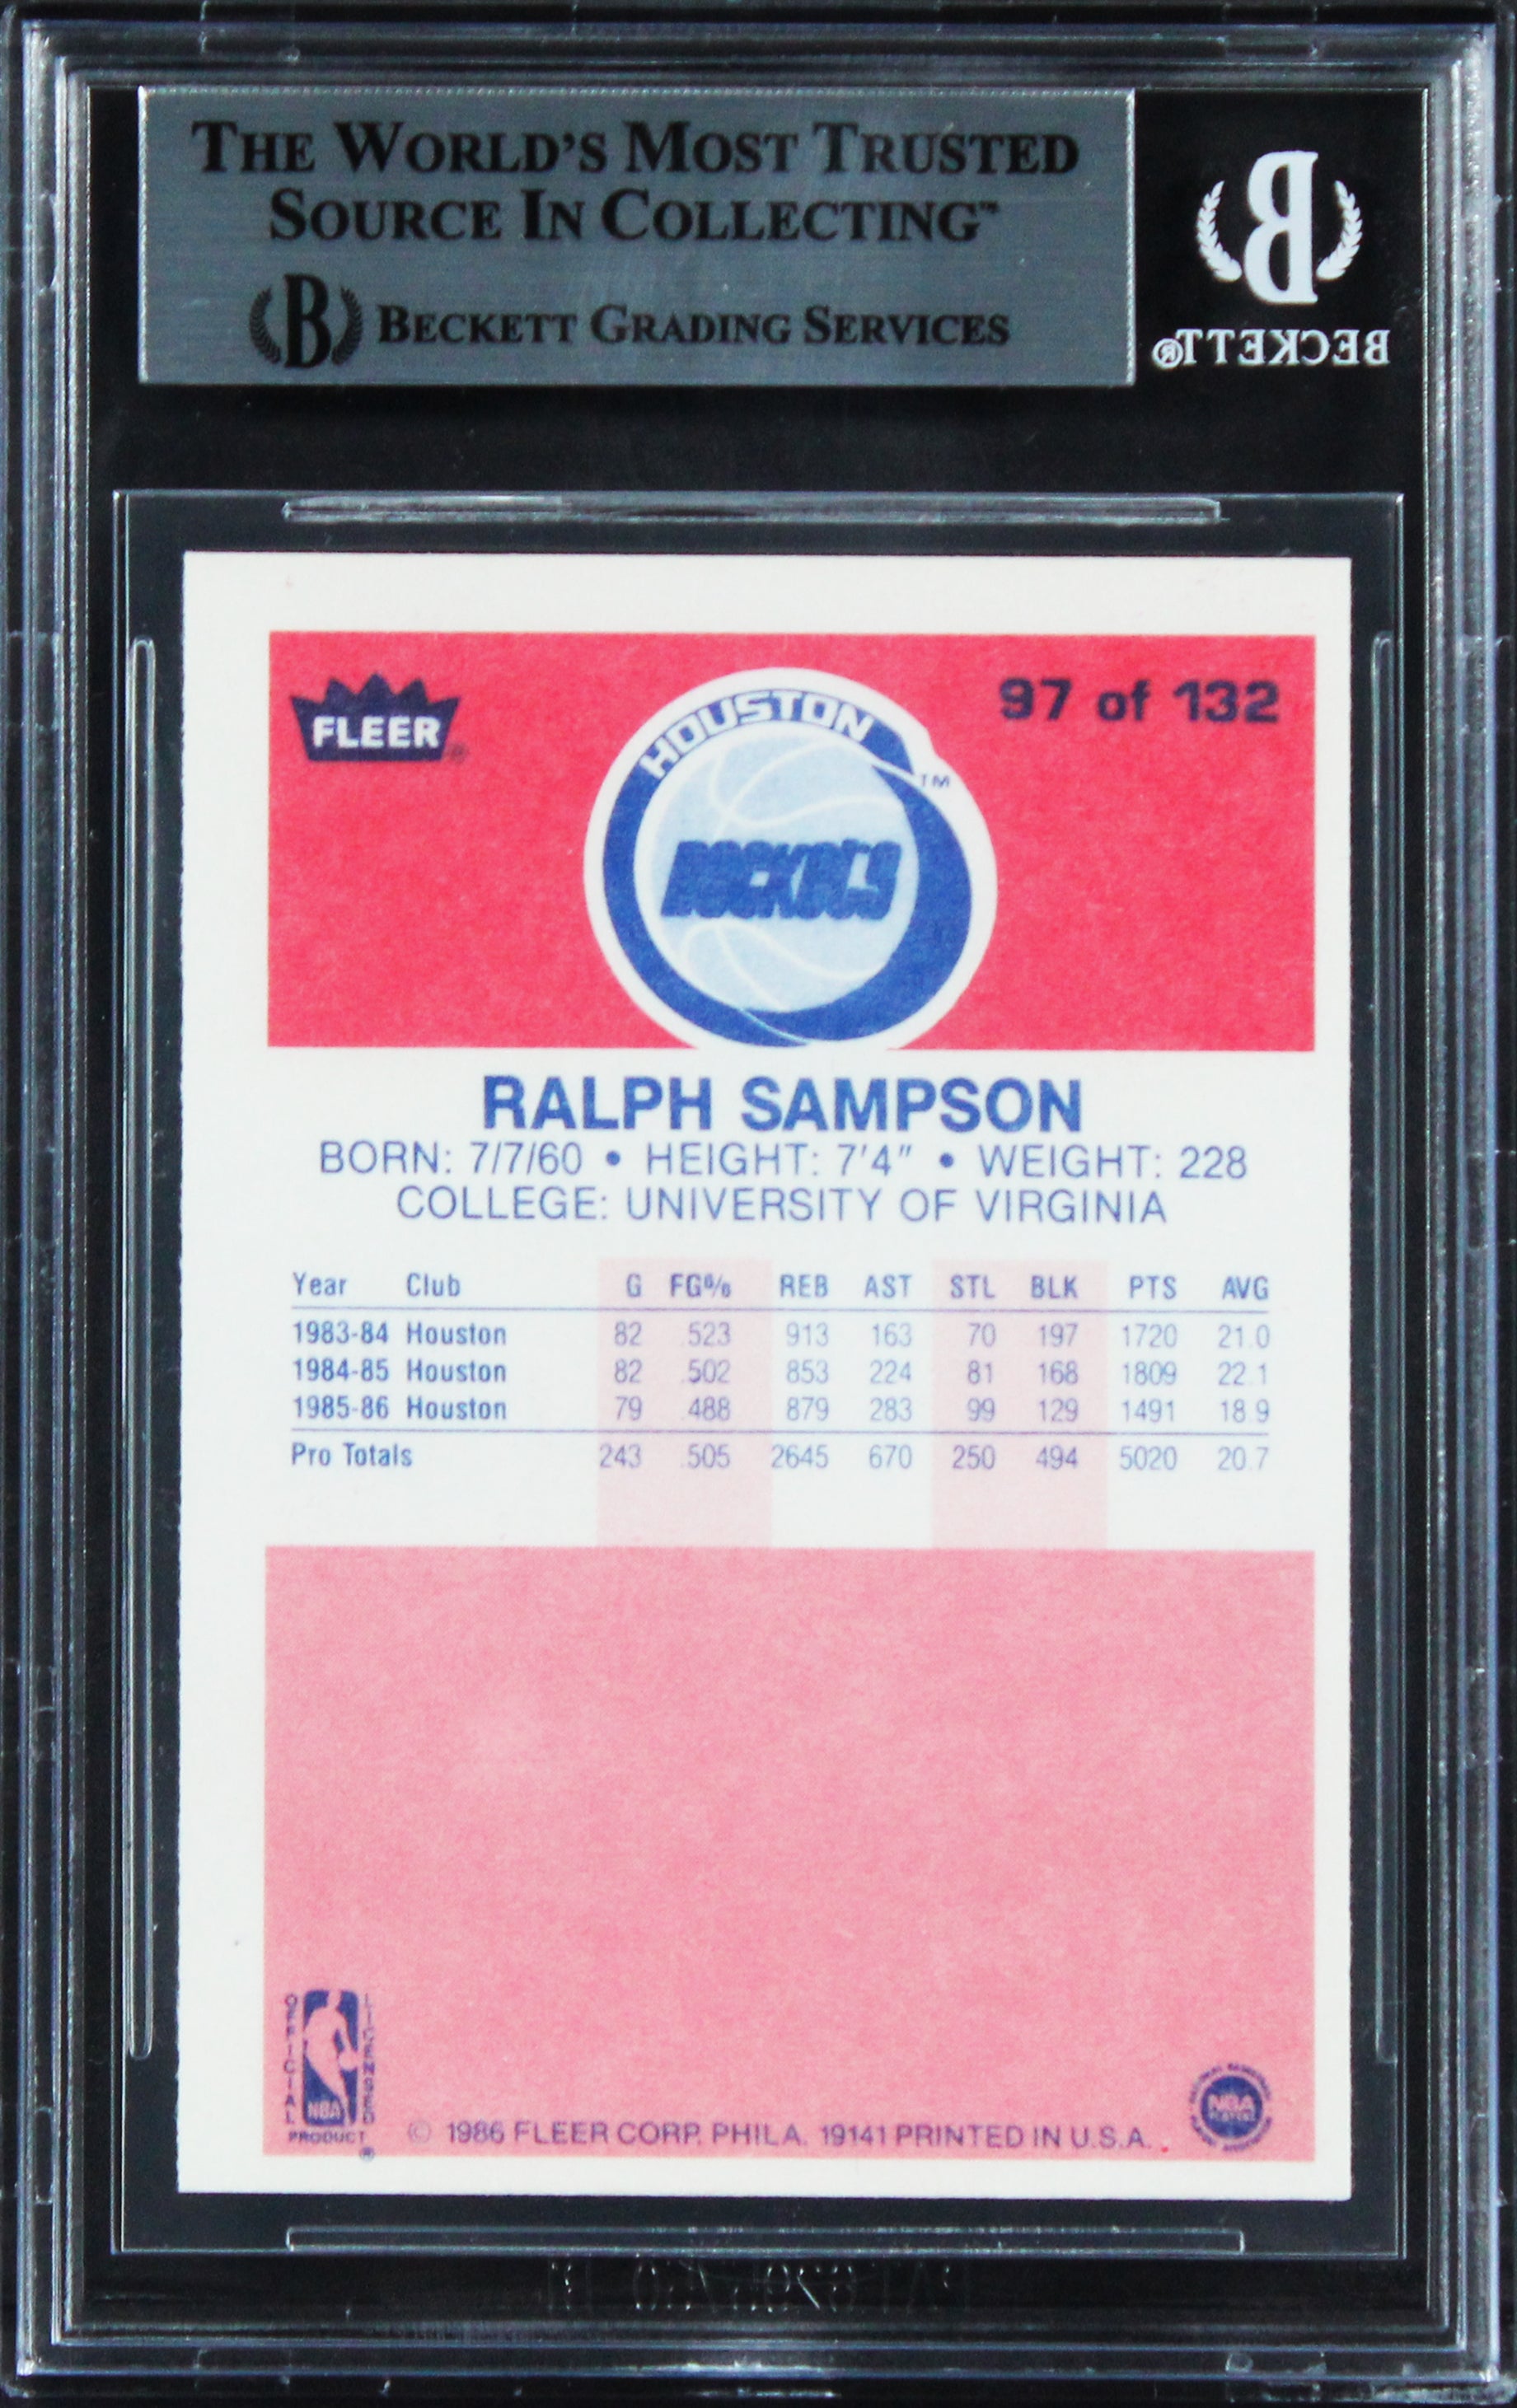 THE WORLD'S MOST TRUSTED
SOURCE IN COLLECTING™
B BECKETT GRADING SERVICES
B
BECKETT®
FLEER®
97 of 132
HOUSTON
ROCKETS
TM
RALPH SAMPSON
BORN: 7/7/60 • HEIGHT: 7'4" • WEIGHT: 228
COLLEGE: UNIVERSITY OF VIRGINIA
Year Club G FG% REB AST STL BLK PTS AVG
1983-84 Houston 82 .523 913 163 70 197 1720 21.0
1984-85 Houston 82 .502 853 224 81 168 1809 22.1
1985-86 Houston 79 .488 879 283 99 129 1491 18.9
Pro Totals 243 .505 2645 670 250 494 5020 20.7
OFFICIAL
LICENSED
NBA
PRODUCT
®
© 1986 FLEER CORP. PHILA. 19141 PRINTED IN U.S.A.
NBA